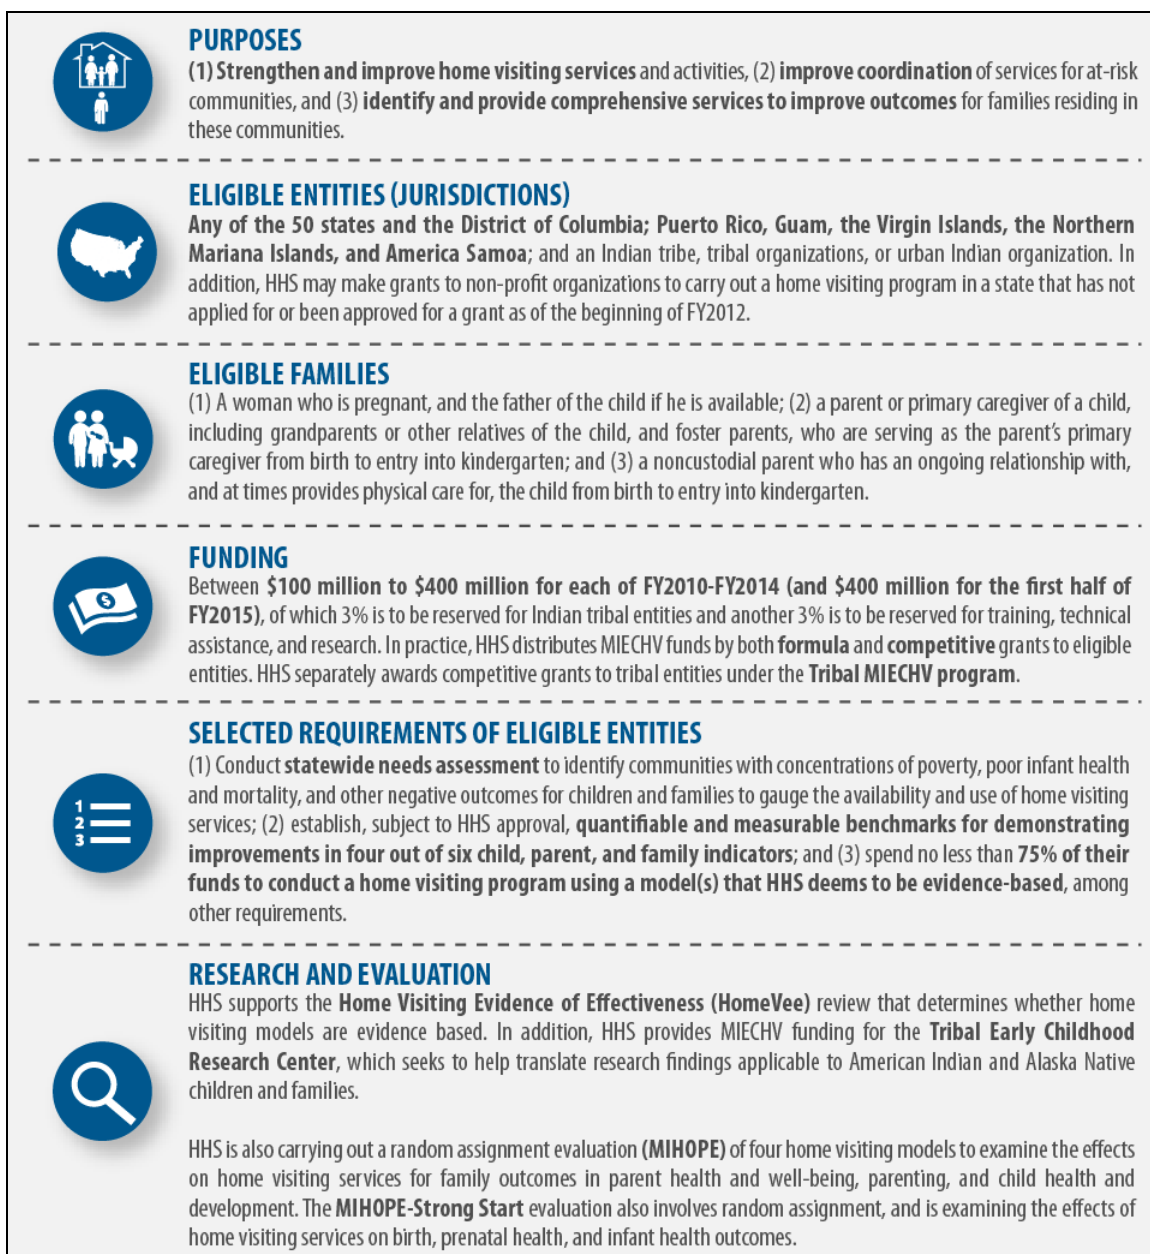 PURPOSES
(1) Strengthen and improve home visiting services and activities, (2) improve coordination of services for at-risk
communities, and (3) identify and provide comprehensive services to improve outcomes for families residing in
these communities.
ELIGIBLE ENTITIES (JURISDICTIONS)
Any of the 50 states and the District of Columbia; Puerto Rico, Guam, the Virgin Islands, the Northern
Mariana Islands, and America Samoa; and an Indian tribe, tribal organizations, or urban Indian organization. In
addition, HHS may make grants to non-profit organizations to carry out a home visiting program in a state that has not
applied for or been approved for a grant as of the beginning of FY2012.
ELIGIBLE FAMILIES
(1) A woman who is pregnant, and the father of the child if he is available; (2) a parent or primary caregiver of a child,
including grandparents or other relatives of the child, and foster parents, who are serving as the parent's primary
caregiver from birth to entry into kindergarten; and (3) a noncustodial parent who has an ongoing relationship with,
and at times provides physical care for, the child from birth to entry into kindergarten.
$
FUNDING
Between $100 million to $400 million for each of FY2010-FY2014 (and $400 million for the first half of
FY2015), of which 3% is to be reserved for Indian tribal entities and another 3% is to be reserved for training, technical
assistance, and research. In practice, HHS distributes MIECHV funds by both formula and competitive grants to eligible
entities. HHS separately awards competitive grants to tribal entities under the Tribal MIECHV program.
1
2
3
SELECTED REQUIREMENTS OF ELIGIBLE ENTITIES
(1) Conduct statewide needs assessment to identify communities with concentrations of poverty, poor infant health
and mortality, and other negative outcomes for children and families to gauge the availability and use of home visiting
services; (2) establish, subject to HHS approval, quantifiable and measurable benchmarks for demonstrating
improvements in four out of six child, parent, and family indicators; and (3) spend no less than 75% of their
funds to conduct a home visiting program using a model(s) that HHS deems to be evidence-based, among
other requirements.
RESEARCH AND EVALUATION
HHS supports the Home Visiting Evidence of Effectiveness (HomeVee) review that determines whether home
visiting models are evidence based. In addition, HHS provides MIECHV funding for the Tribal Early Childhood
Research Center, which seeks to help translate research findings applicable to American Indian and Alaska Native
children and families.
HHS is also carrying out a random assignment evaluation (MIHOPE) of four home visiting models to examine the effects
on home visiting services for family outcomes in parent health and well-being, parenting, and child health and
development. The MIHOPE-Strong Start evaluation also involves random assignment, and is examining the effects of
home visiting services on birth, prenatal health, and infant health outcomes.